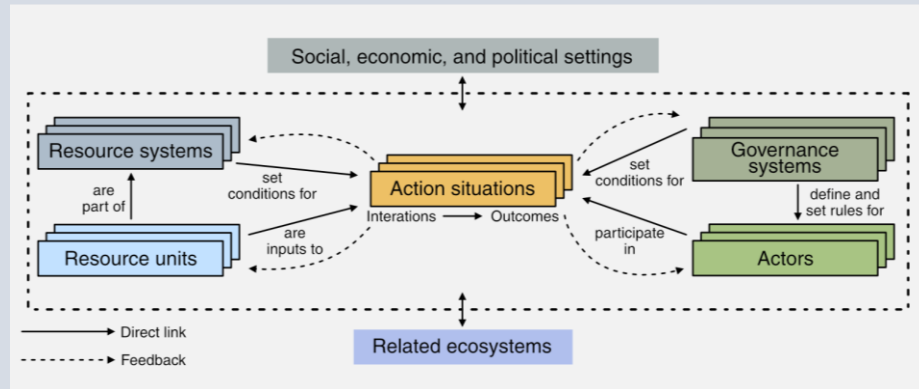 Social, economic, and political settings
Resource systems
Governance
systems
set
conditions for
Action situations
set
conditions for
are
part of
define and
set rules for
Interations
Outcomes
are
inputs to
participate
in
Resource units
Actors
Direct link
Feedback
Related ecosystems